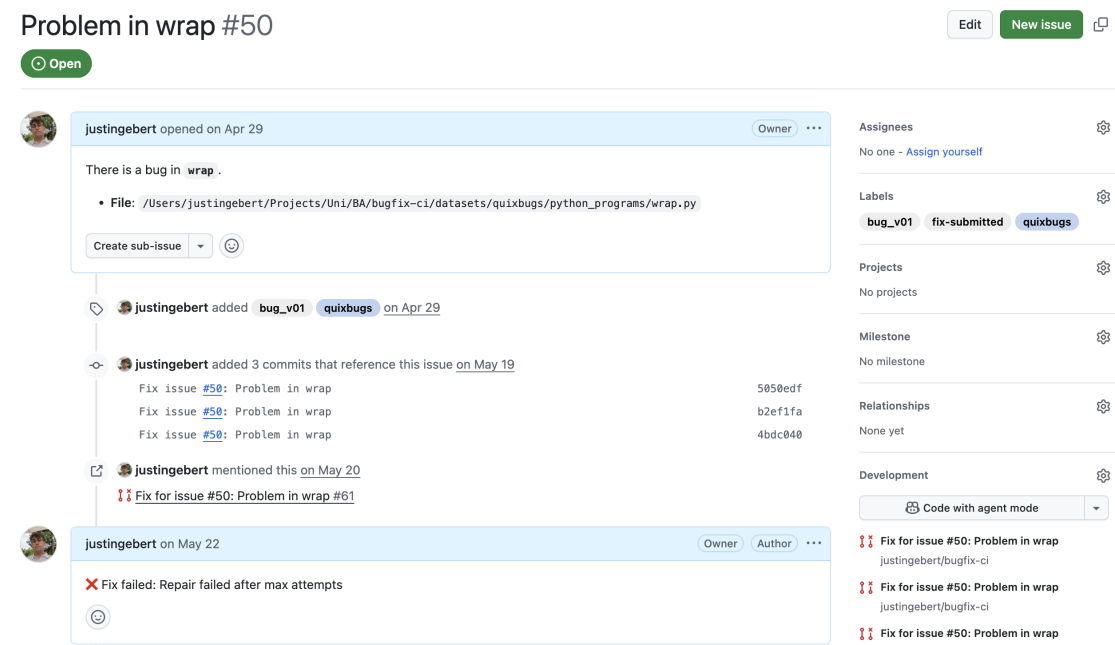 Problem in wrap #50
Edit
New issue
Open
justingebert opened on Apr 29
Owner
There is a bug in wrap .
• File: /Users/justingebert/Projects/Uni/BA/bugfix-ci/datasets/quixbugs/python_programs/wrap.py
Create sub-issue
justingebert added bug_v01 quixbugs on Apr 29
justingebert added 3 commits that reference this issue on May 19
Fix issue #50: Problem in wrap 5050edf
Fix issue #50: Problem in wrap b2ef1fa
Fix issue #50: Problem in wrap 4bdc040
justingebert mentioned this on May 20
Fix for issue #50: Problem in wrap #61
justingebert on May 22
Owner
Author
❌ Fix failed: Repair failed after max attempts
Assignees
No one - Assign yourself
Labels
bug_v01 fix-submitted quixbugs
Projects
No projects
Milestone
No milestone
Relationships
None yet
Development
Code with agent mode
Fix for issue #50: Problem in wrap
justingebert/bugfix-ci
Fix for issue #50: Problem in wrap
justingebert/bugfix-ci
Fix for issue #50: Problem in wrap